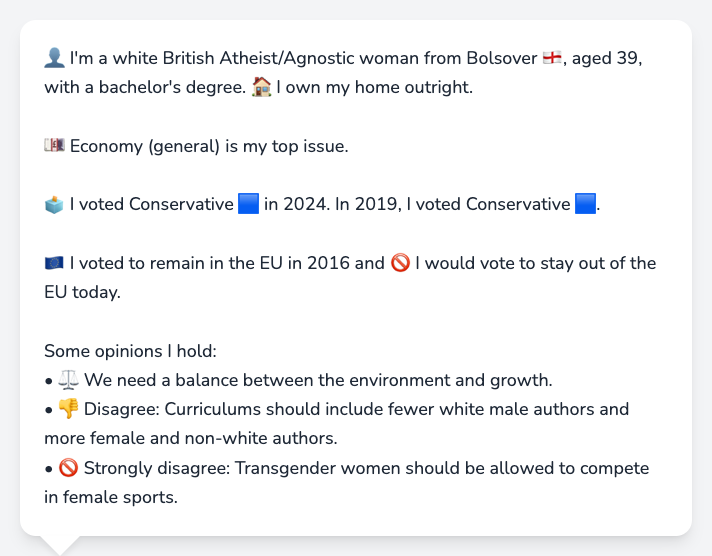 👤 I'm a white British Atheist/Agnostic woman from Bolsover 🏴󠁧󠁢󠁥󠁮󠁧󠁿, aged 39,
with a bachelor's degree. 🏠 I own my home outright.
💷 Economy (general) is my top issue.
🗳️ I voted Conservative 🟦 in 2024. In 2019, I voted Conservative 🟦.
🇪🇺 I voted to remain in the EU in 2016 and 🚫 I would vote to stay out of the
EU today.
Some opinions I hold:
• ⚖️ We need a balance between the environment and growth.
• 👎 Disagree: Curriculums should include fewer white male authors and
more female and non-white authors.
• 🚫 Strongly disagree: Transgender women should be allowed to compete
in female sports.